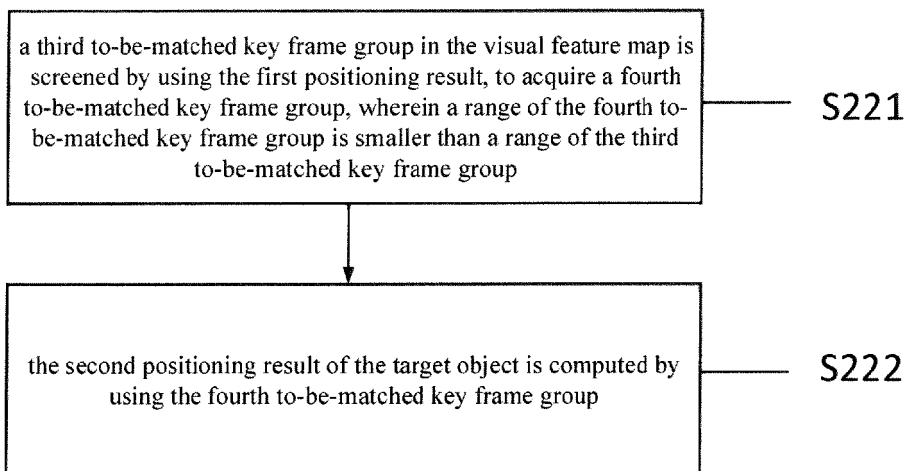 a third to-be-matched key frame group in the visual feature map is
screened by using the first positioning result, to acquire a fourth
to-be-matched key frame group, wherein a range of the fourth to-
be-matched key frame group is smaller than a range of the third
to-be-matched key frame group
S221
the second positioning result of the target object is computed by
using the fourth to-be-matched key frame group
S222